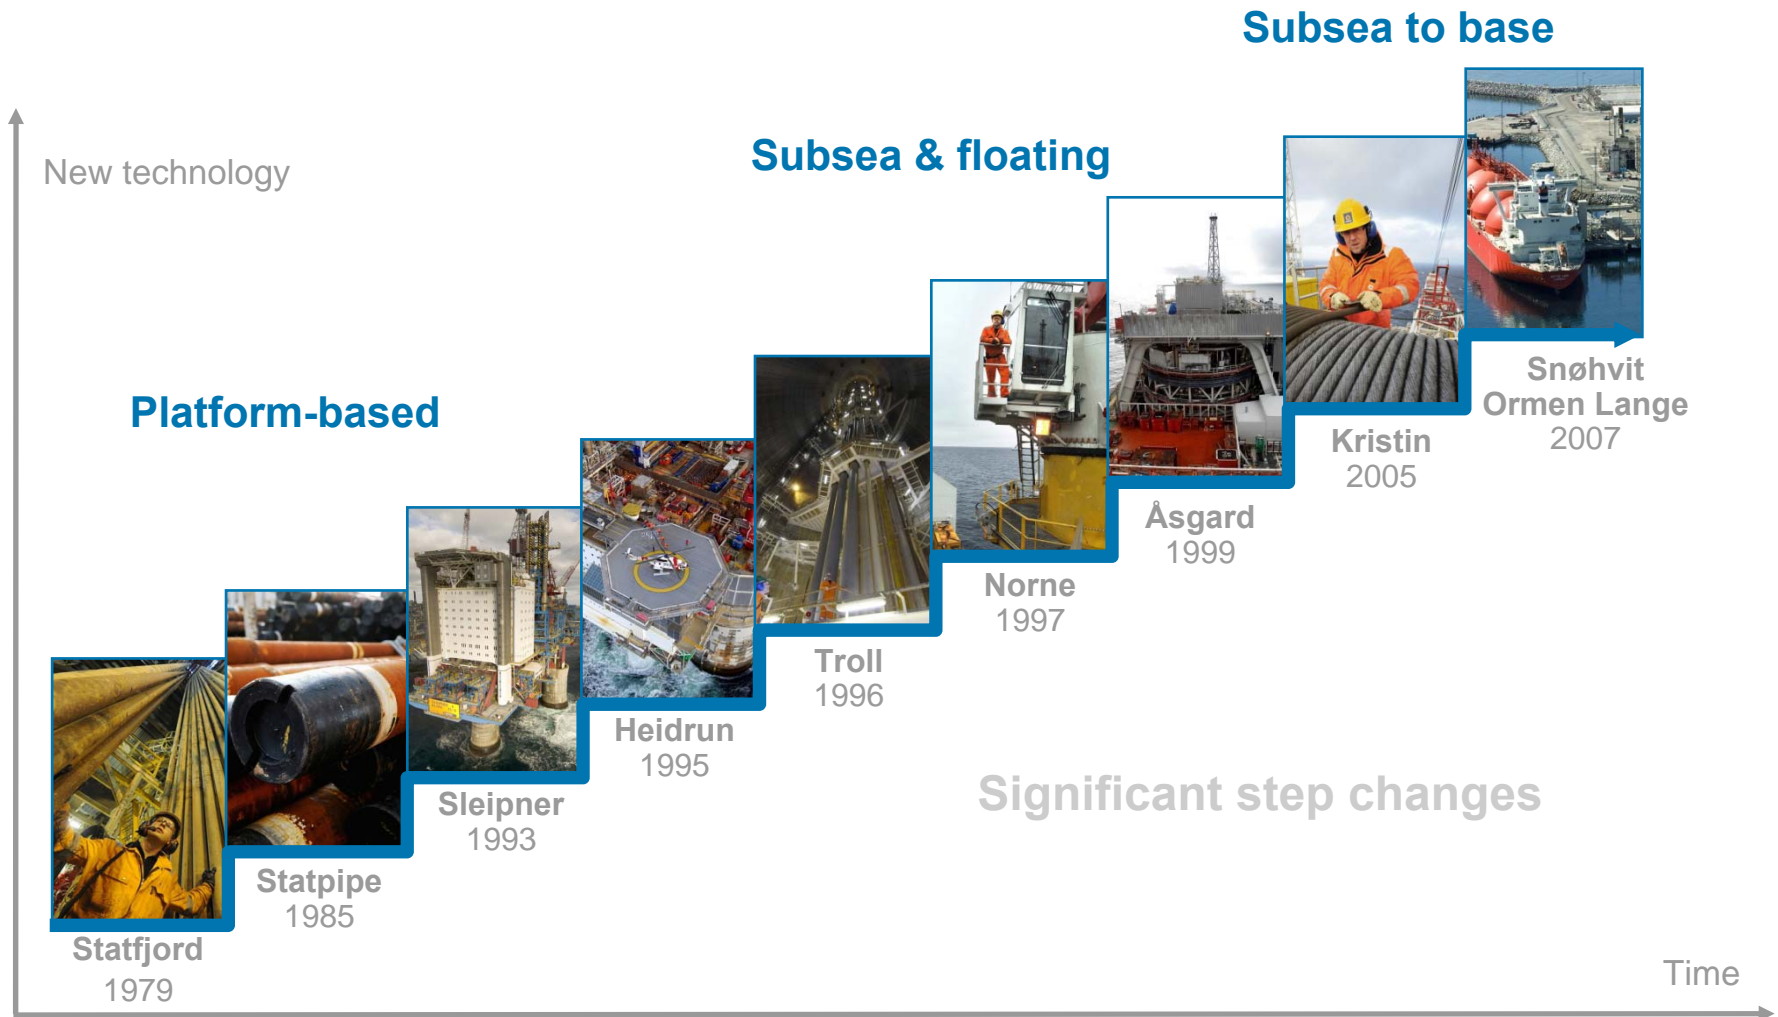 Subsea to base
Subsea & floating
New technology
Platform-based
Snøhvit
Ormen Lange
2007
Kristin
2005
Åsgard
1999
Norne
1997
Troll
1996
Heidrun
1995
Significant step changes
Sleipner
1993
Statpipe
1985
Statfjord
1979
Time